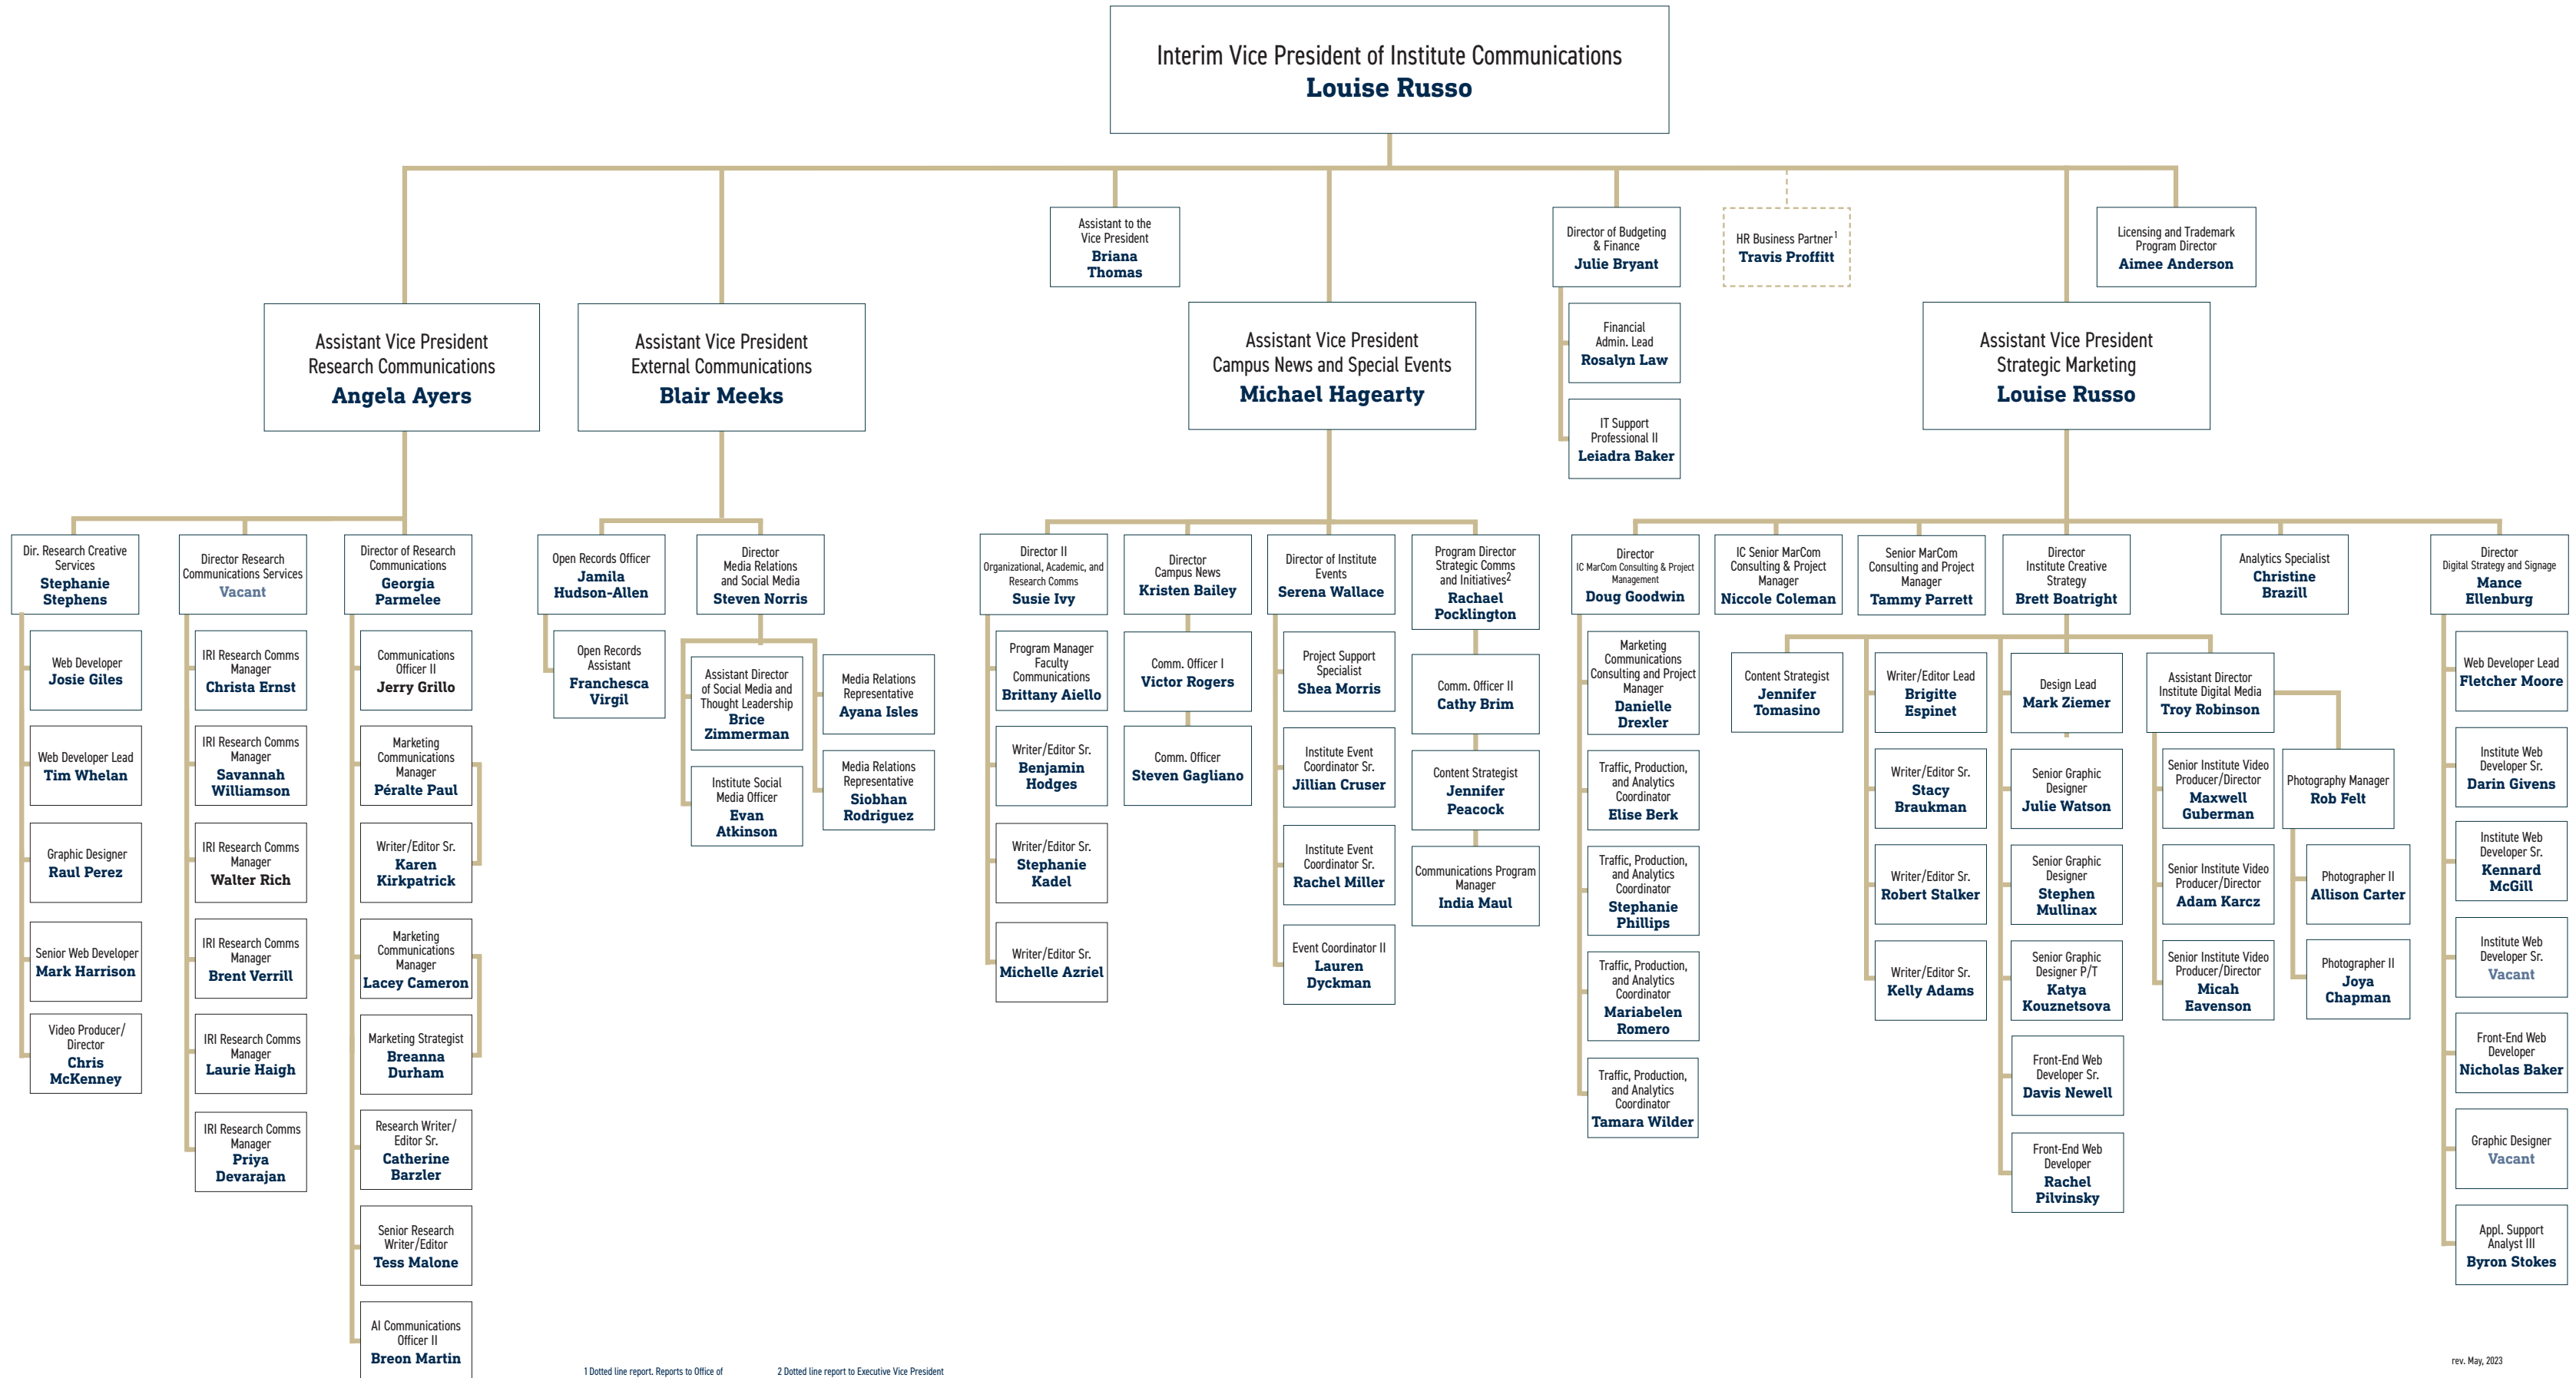 Interim Vice President of Institute Communications
Louise Russo
Assistant to the
Vice President
Briana
Thomas
Director of Budgeting
& Finance
Julie Bryant
HR Business Partner1
Travis Proffitt
Licensing and Trademark
Program Director
Aimee Anderson
Financial
Admin. Lead
Rosalyn Law
IT Support
Professional II
Leiadra Baker
Assistant Vice President
Research Communications
Angela Ayers
Assistant Vice President
External Communications
Blair Meeks
Assistant Vice President
Campus News and Special Events
Michael Hagearty
Assistant Vice President
Strategic Marketing
Louise Russo
Dir. Research Creative
Services
Stephanie
Stephens
Web Developer
Josie Giles
Web Developer Lead
Tim Whelan
Graphic Designer
Raul Perez
Senior Web Developer
Mark Harrison
Video Producer/
Director
Chris
McKenney
Director Research
Communications Services
Vacant
IRI Research Comms
Manager
Christa Ernst
IRI Research Comms
Manager
Savannah
Williamson
IRI Research Comms
Manager
Walter Rich
IRI Research Comms
Manager
Brent Verrill
IRI Research Comms
Manager
Laurie Haigh
IRI Research Comms
Manager
Priya
Devarajan
Director of Research
Communications
Georgia
Parmelee
Communications
Officer II
Jerry Grillo
Marketing
Communications
Manager
Péralte Paul
Writer/Editor Sr.
Karen
Kirkpatrick
Marketing
Communications
Manager
Lacey Cameron
Marketing Strategist
Breanna
Durham
Research Writer/
Editor Sr.
Catherine
Barzler
Senior Research
Writer/Editor
Tess Malone
AI Communications
Officer II
Breon Martin
Open Records Officer
Jamila
Hudson-Allen
Open Records
Assistant
Franchesca
Virgil
Director
Media Relations
and Social Media
Steven Norris
Assistant Director
of Social Media and
Thought Leadership
Brice
Zimmerman
Institute Social
Media Officer
Evan
Atkinson
Media Relations
Representative
Ayana Isles
Media Relations
Representative
Siobhan
Rodriguez
Director II
Organizational, Academic, and
Research Comms
Susie Ivy
Program Manager
Faculty
Communications
Brittany Aiello
Writer/Editor Sr.
Benjamin
Hodges
Writer/Editor Sr.
Stephanie
Kadel
Writer/Editor Sr.
Michelle Azriel
Director
Campus News
Kristen Bailey
Comm. Officer I
Victor Rogers
Comm. Officer
Steven Gagliano
Director of Institute
Events
Serena Wallace
Project Support
Specialist
Shea Morris
Institute Event
Coordinator Sr.
Jillian Cruser
Institute Event
Coordinator Sr.
Rachel Miller
Event Coordinator II
Lauren
Dyckman
Program Director
Strategic Comms
and Initiatives2
Rachael
Pocklington
Comm. Officer II
Cathy Brim
Content Strategist
Jennifer
Peacock
Communications Program
Manager
India Maul
Director
IC MarCom Consulting & Project
Management
Doug Goodwin
Marketing
Communications
Consulting and Project
Manager
Danielle
Drexler
Traffic, Production,
and Analytics
Coordinator
Elise Berk
Traffic, Production,
and Analytics
Coordinator
Stephanie
Phillips
Traffic, Production,
and Analytics
Coordinator
Mariabelen
Romero
Traffic, Production,
and Analytics
Coordinator
Tamara Wilder
IC Senior MarCom
Consulting & Project
Manager
Niccole Coleman
Senior MarCom
Consulting and Project
Manager
Tammy Parrett
Director
Institute Creative
Strategy
Brett Boatright
Content Strategist
Jennifer
Tomasino
Writer/Editor Lead
Brigitte
Espinet
Writer/Editor Sr.
Stacy
Braukman
Writer/Editor Sr.
Robert Stalker
Writer/Editor Sr.
Kelly Adams
Design Lead
Mark Ziemer
Senior Graphic
Designer
Julie Watson
Senior Graphic
Designer
Stephen
Mullinax
Senior Graphic
Designer P/T
Katya
Kouznetsova
Front-End Web
Developer Sr.
Davis Newell
Front-End Web
Developer
Rachel
Pilvinsky
Assistant Director
Institute Digital Media
Troy Robinson
Senior Institute Video
Producer/Director
Maxwell
Guberman
Senior Institute Video
Producer/Director
Adam Karcz
Senior Institute Video
Producer/Director
Micah
Eavenson
Photography Manager
Rob Felt
Photographer II
Allison Carter
Photographer II
Joya
Chapman
Analytics Specialist
Christine
Brazill
Director
Digital Strategy and Signage
Mance
Ellenburg
Web Developer Lead
Fletcher Moore
Institute Web
Developer Sr.
Darin Givens
Institute Web
Developer Sr.
Kennard
McGill
Institute Web
Developer Sr.
Vacant
Front-End Web
Developer
Nicholas Baker
Graphic Designer
Vacant
Appl. Support
Analyst III
Byron Stokes
1 Dotted line report. Reports to Office of
2 Dotted line report to Executive Vice President
rev. May, 2023